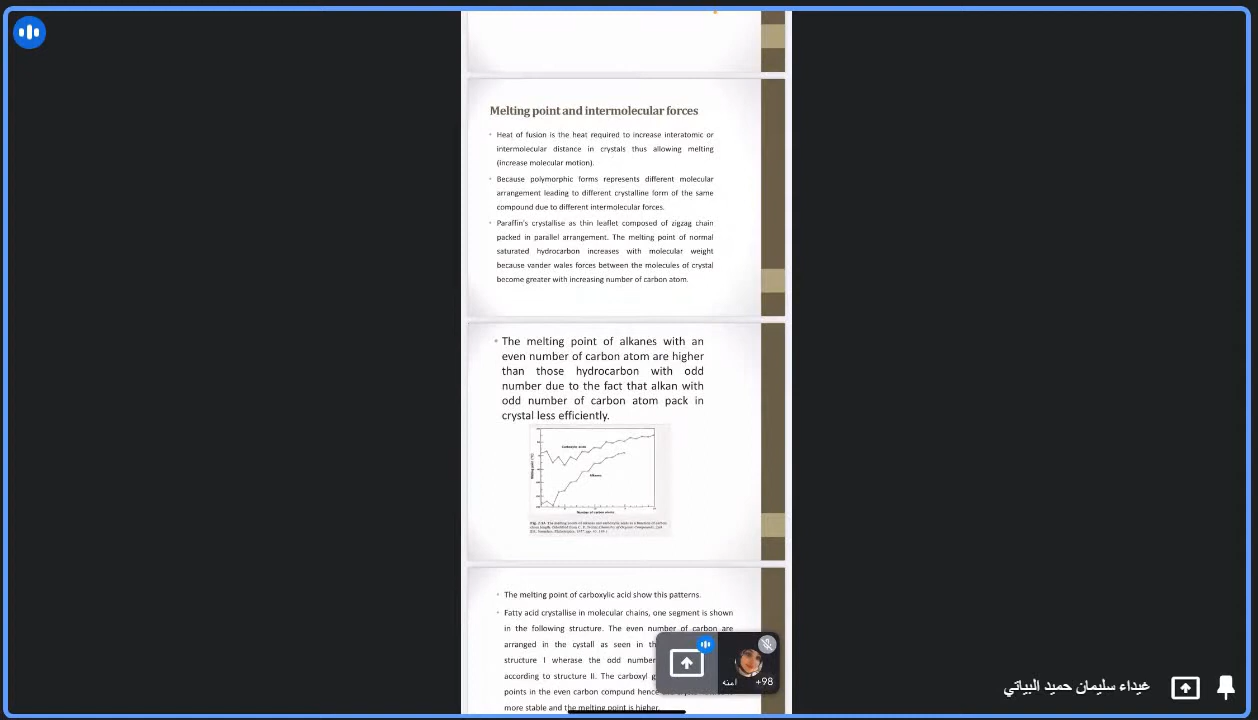 Melting point and intermolecular forces
Heat of fusion is the heat required to increase interatomic or
intermolecular distance in crystals thus allowing melting
(increase molecular motion).
Because polymorphic forms represents different molecular
arrangement leading to different crystalline form of the same
compound due to different intermolecular forces.
Paraffin's crystallise as thin leaflet composed of zigzag chain
packed in parallel arrangement. The melting point of normal
saturated hydrocarbon increases with molecular weight
because vander wales forces between the molecules of crystal
become greater with increasing number of carbon atom.
The melting point of alkanes with an
even number of carbon atom are higher
than those hydrocarbon with odd
number due to the fact that alkan with
odd number of carbon atom pack in
crystal less efficiently.
Carboxylic acids
Alkanes
Melting point (°C)
Number of carbon atoms
The melting point of carboxylic acid show this patterns.
Fatty acid crystallise in molecular chains, one segment is shown
in the following structure. The even number of carbon are
arranged in the cystall as seen in th
structure I wherase the odd number
according to structure II. The carboxyl g
points in the even carbon compund hence
more stable and the melting point is higher.
امنه
+98
غيداء سليمان حميد البياتي